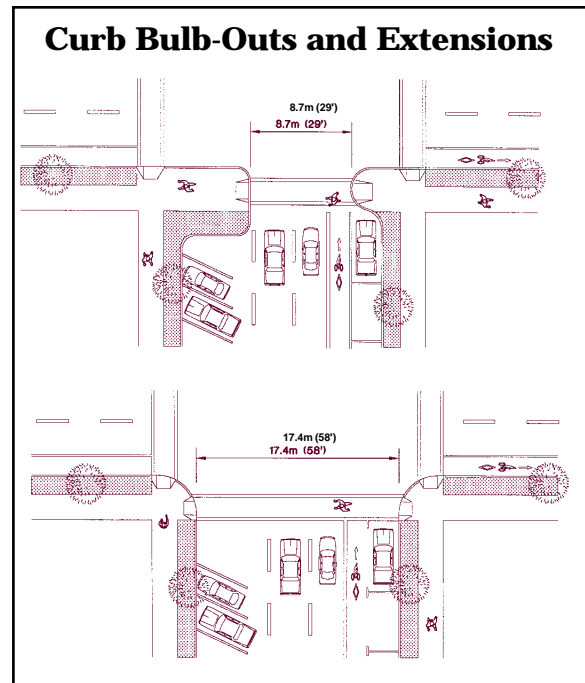 Curb Bulb-Outs and Extensions
8.7m (29')
8.7m (29')
17.4m (58')
17.4m (58')